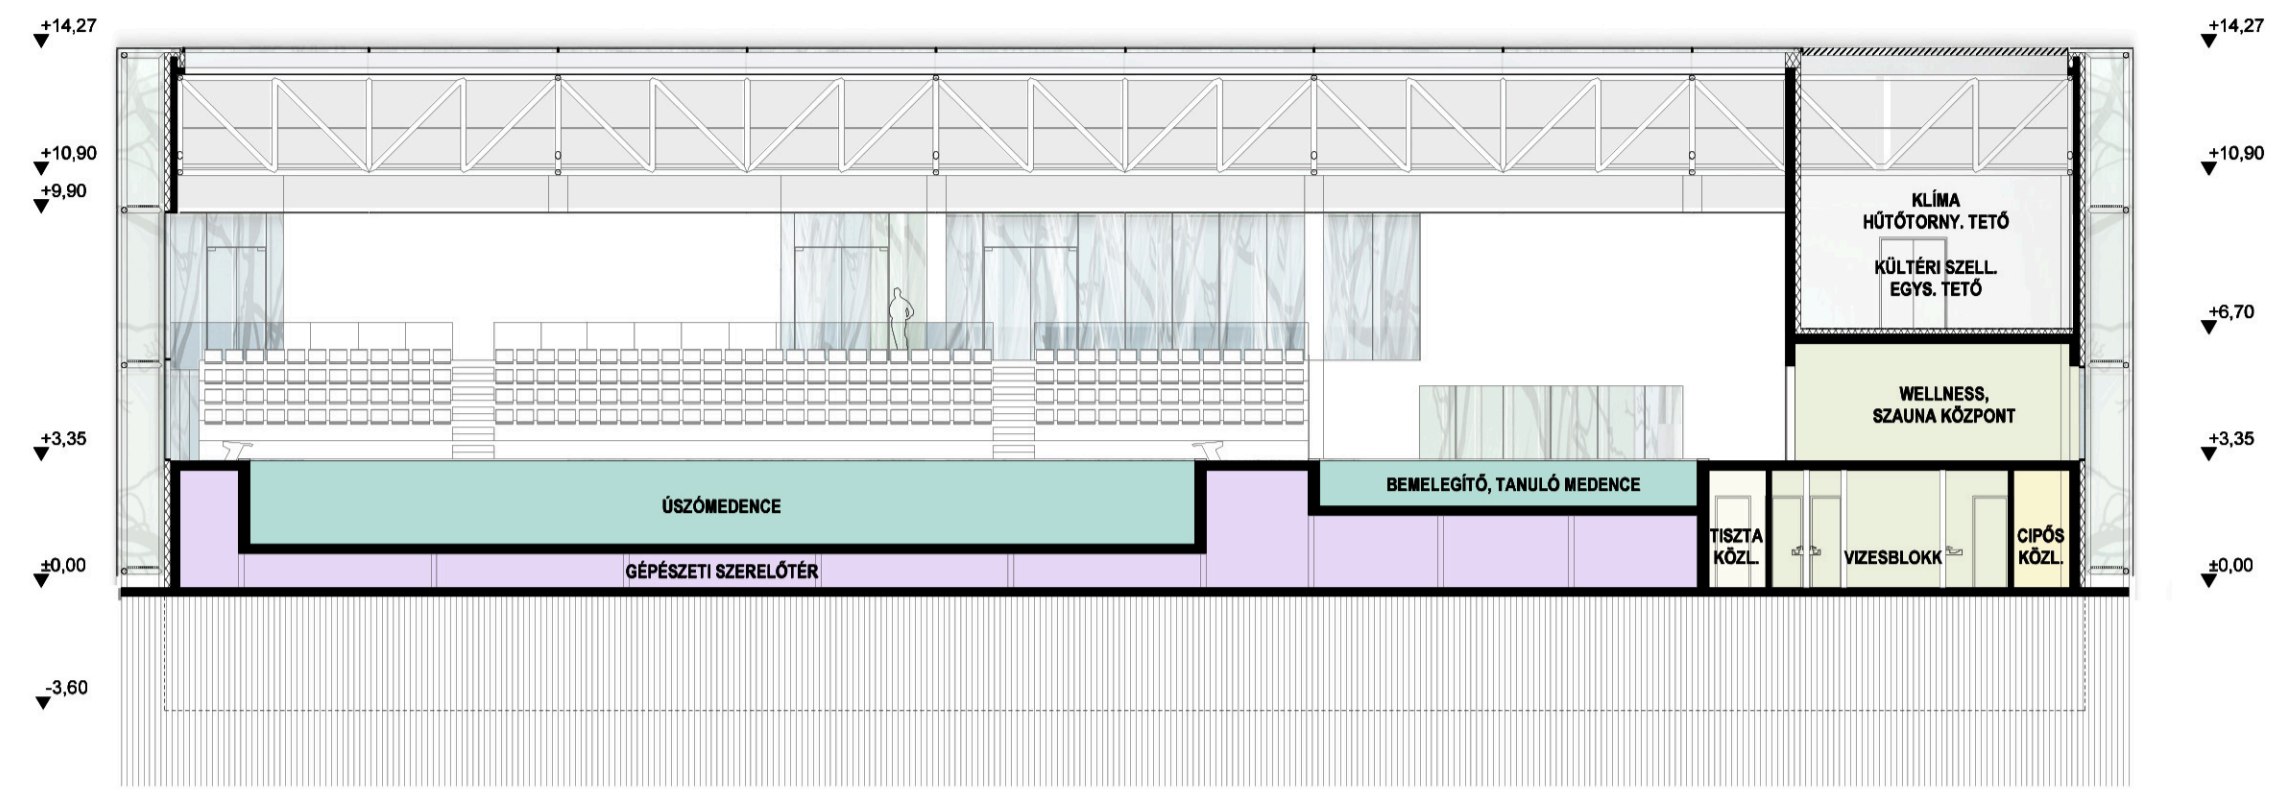 +14,27
+14,27
+10,90
+10,90
+9,90
KLÍMA
HŰTŐTORNY. TETŐ
KÜLTÉRI SZELL.
EGYS. TETŐ
+6,70
WELLNESS,
SZAUNA KÖZPONT
+3,35
+3,35
ÚSZÓMEDENCE
BEMELEGÍTŐ, TANULÓ MEDENCE
TISZTA
KÖZL.
VIZESBLOKK
CIPŐS
KÖZL.
GÉPÉSZETI SZERELŐTÉR
±0,00
±0,00
-3,60